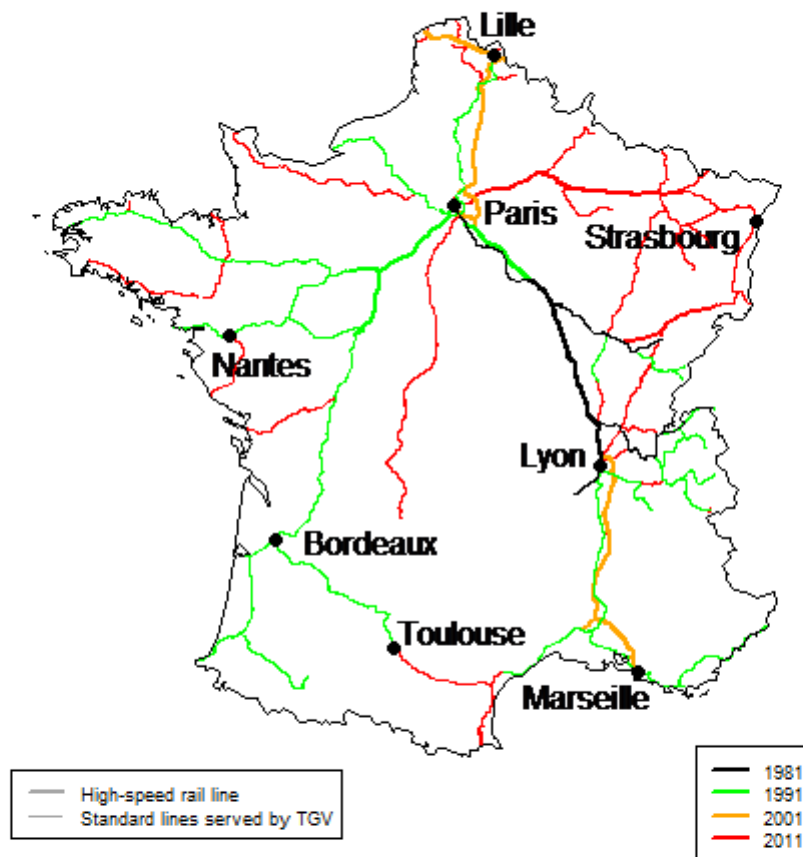 Lille
Paris
Strasbourg
Nantes
Lyon
Bordeaux
Toulouse
Marseille
High-speed rail line
Standard lines served by TGV
1981
1991
2001
2011